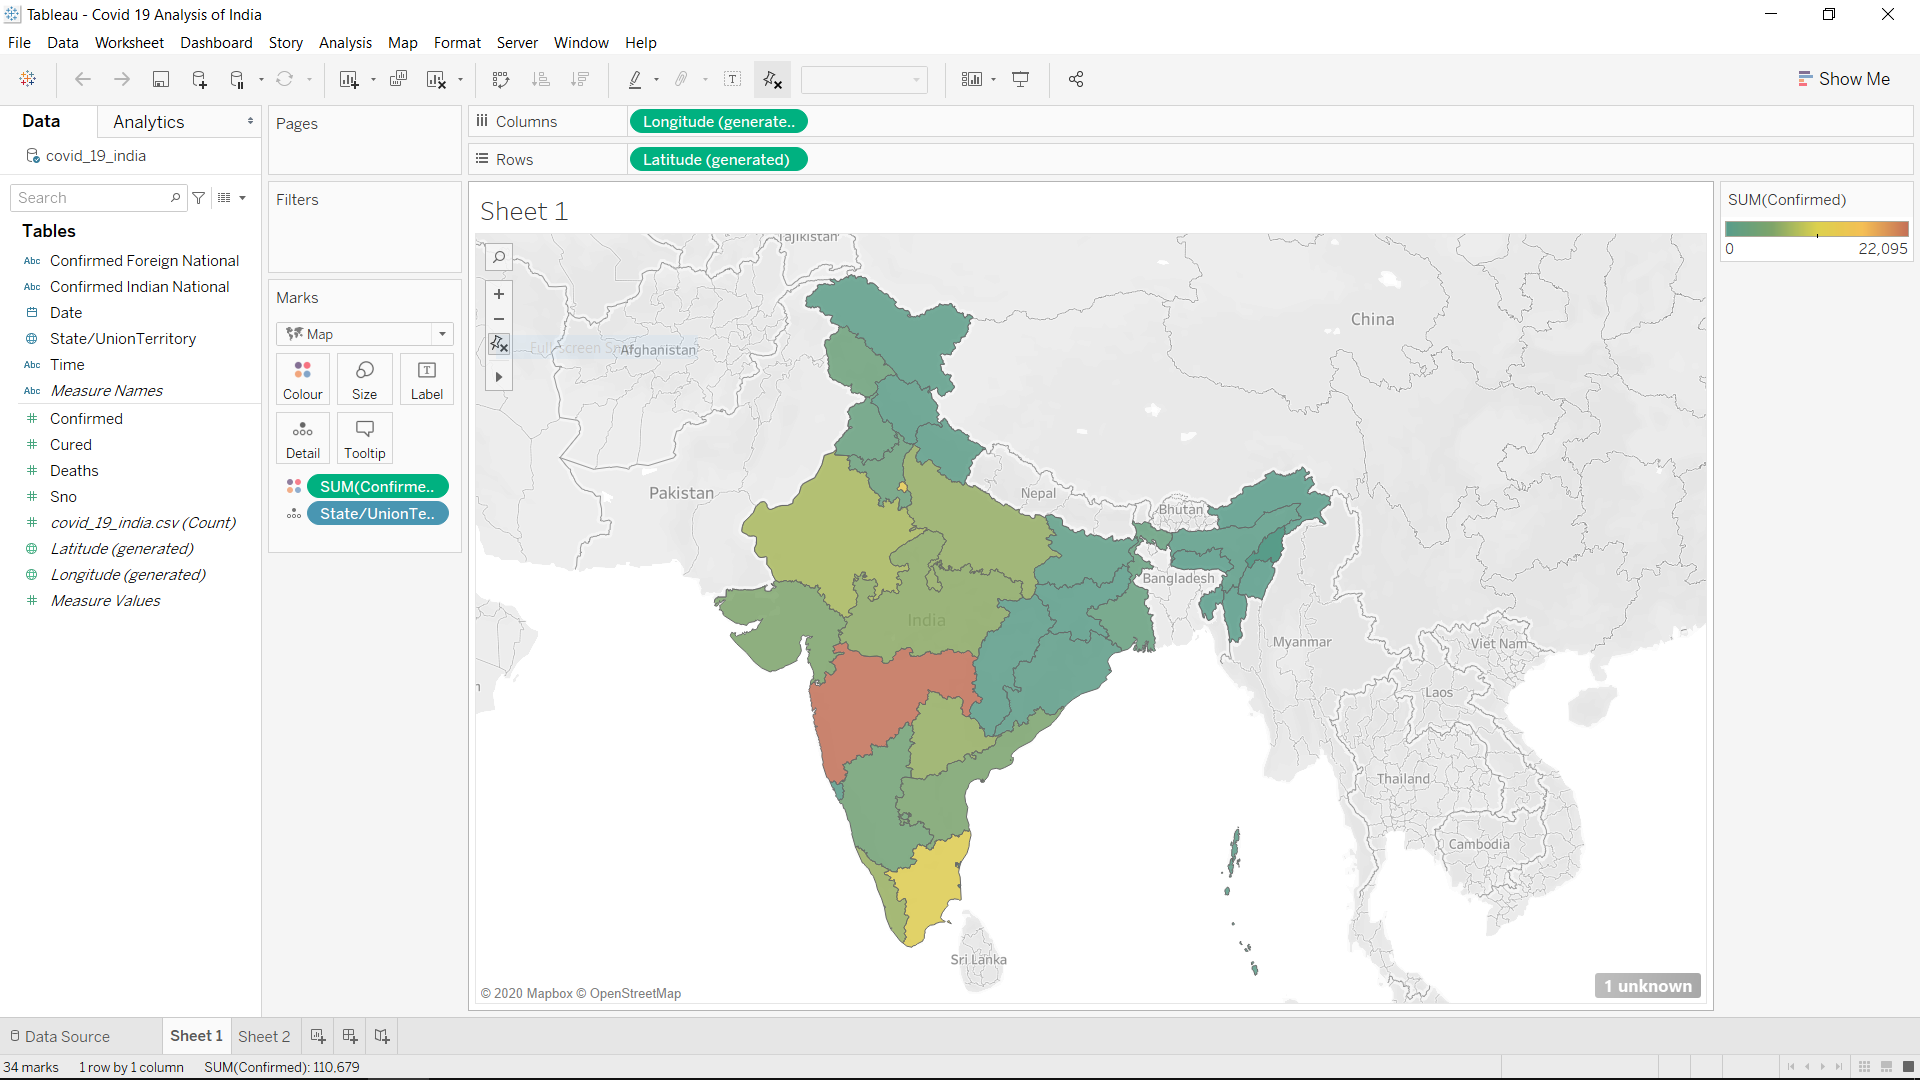 Tableau - Covid 19 Analysis of India
File Data Worksheet Dashboard Story Analysis Map Format Server Window Help
Show Me
Data Analytics
covid_19_india
Search
Tables
Abc Confirmed Foreign National
Abc Confirmed Indian National
Date
State/UnionTerritory
Abc Time
Abc Measure Names
# Confirmed
# Cured
# Deaths
# Sno
# covid_19_india.csv (Count)
Latitude (generated)
Longitude (generated)
# Measure Values
Pages
Filters
Marks
Map
Colour Size Label
Detail Tooltip
SUM(Confirme..
State/UnionTe..
Columns Longitude (generate..
Rows Latitude (generated)
Sheet 1
Tajikistan
China
Afghanistan
Pakistan
Nepal
Bhutan
Bangladesh
India
Myanmar
Viet Nam
Laos
Thailand
Cambodia
Sri Lanka
© 2020 Mapbox © OpenStreetMap
1 unknown
SUM(Confirmed)
0 22,095
Data Source Sheet 1 Sheet 2
34 marks 1 row by 1 column SUM(Confirmed): 110,679